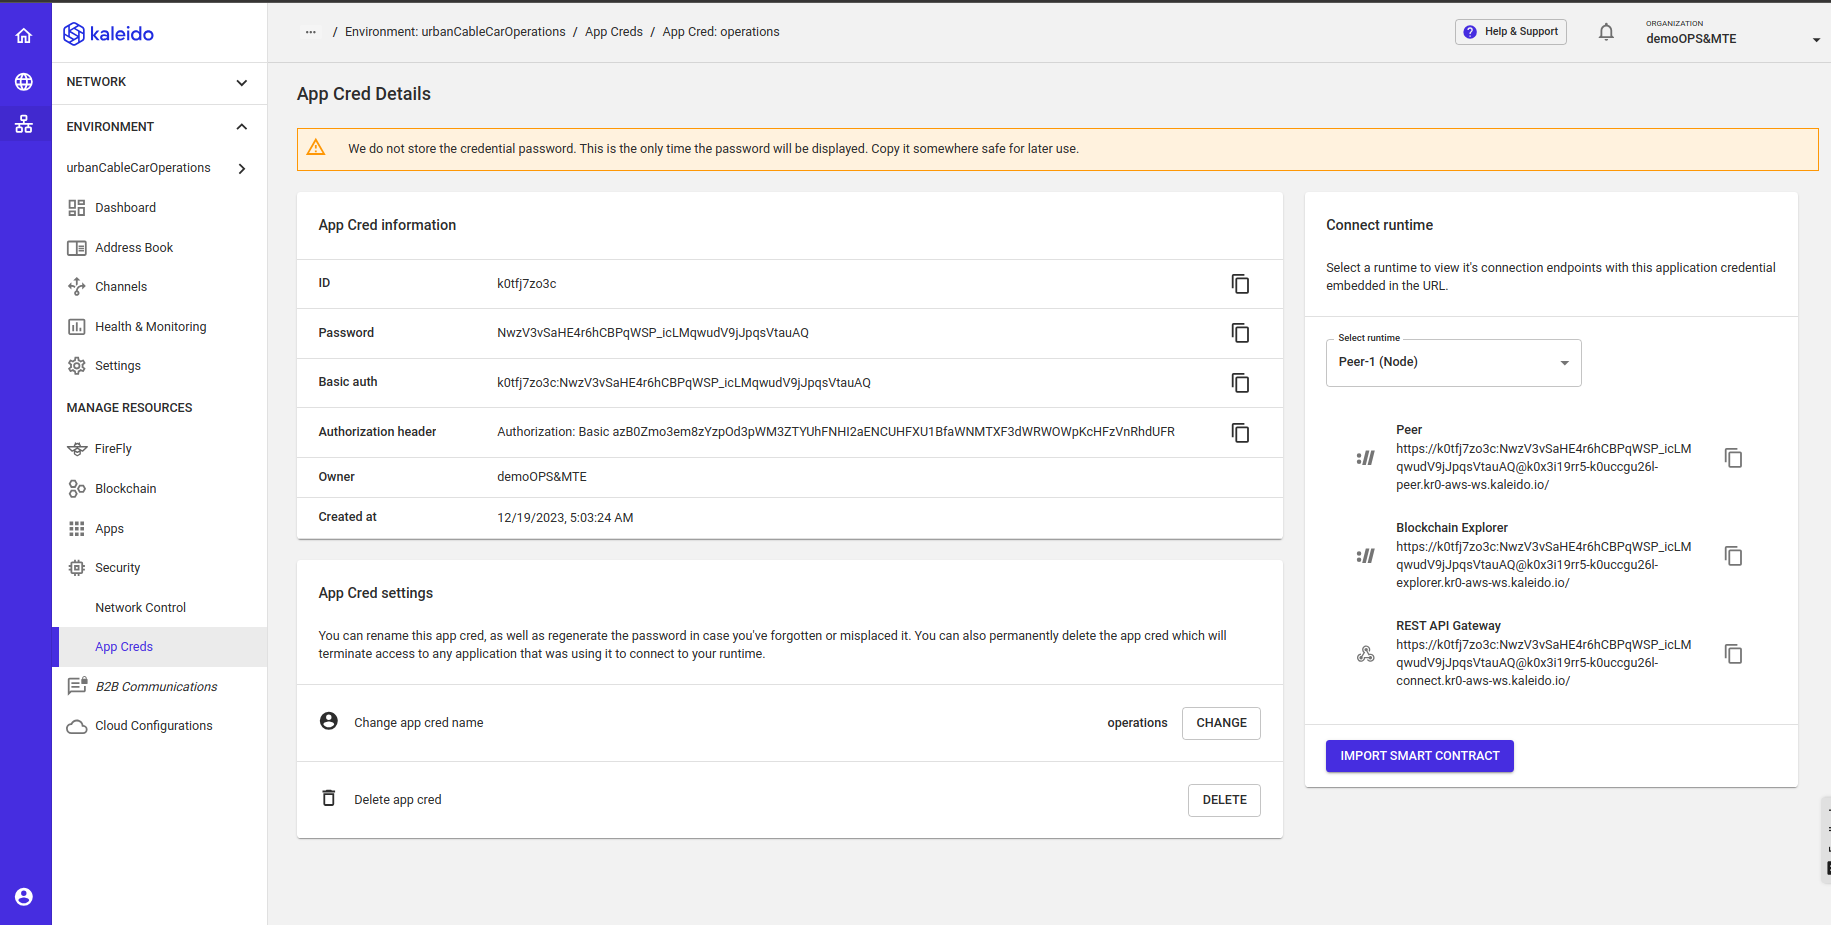 kaleido
... / Environment: urbanCableCarOperations / App Creds / App Cred: operations
Help & Support
ORGANIZATION
demoOPS&MTE
NETWORK
ENVIRONMENT
urbanCableCarOperations
Dashboard
Address Book
Channels
Health & Monitoring
Settings
MANAGE RESOURCES
FireFly
Blockchain
Apps
Security
Network Control
App Creds
B2B Communications
Cloud Configurations
App Cred Details
We do not store the credential password. This is the only time the password will be displayed. Copy it somewhere safe for later use.
App Cred information
ID k0tfj7zo3c
Password NwzV3vSaHE4r6hCBPqWSP_icLMqwudV9jJpqsVtauAQ
Basic auth k0tfj7zo3c:NwzV3vSaHE4r6hCBPqWSP_icLMqwudV9jJpqsVtauAQ
Authorization header Authorization: Basic azB0Zmo3em8zYzpOd3pWM3ZTYUhFNHI2aENCUHFXU1BfaWNMTXF3dWRWOWpKcHFzVnRhdUFR
Owner demoOPS&MTE
Created at 12/19/2023, 5:03:24 AM
App Cred settings
You can rename this app cred, as well as regenerate the password in case you've forgotten or misplaced it. You can also permanently delete the app cred which will
terminate access to any application that was using it to connect to your runtime.
Change app cred name operations CHANGE
Delete app cred DELETE
Connect runtime
Select a runtime to view it's connection endpoints with this application credential
embedded in the URL.
Select runtime
Peer-1 (Node)
Peer
https://k0tfj7zo3c:NwzV3vSaHE4r6hCBPqWSP_icLM
qwudV9jJpqsVtauAQ@k0x3i19rr5-k0uccgu26l-
peer.kr0-aws-ws.kaleido.io/
Blockchain Explorer
https://k0tfj7zo3c:NwzV3vSaHE4r6hCBPqWSP_icLM
qwudV9jJpqsVtauAQ@k0x3i19rr5-k0uccgu26l-
explorer.kr0-aws-ws.kaleido.io/
REST API Gateway
https://k0tfj7zo3c:NwzV3vSaHE4r6hCBPqWSP_icLM
qwudV9jJpqsVtauAQ@k0x3i19rr5-k0uccgu26l-
connect.kr0-aws-ws.kaleido.io/
IMPORT SMART CONTRACT